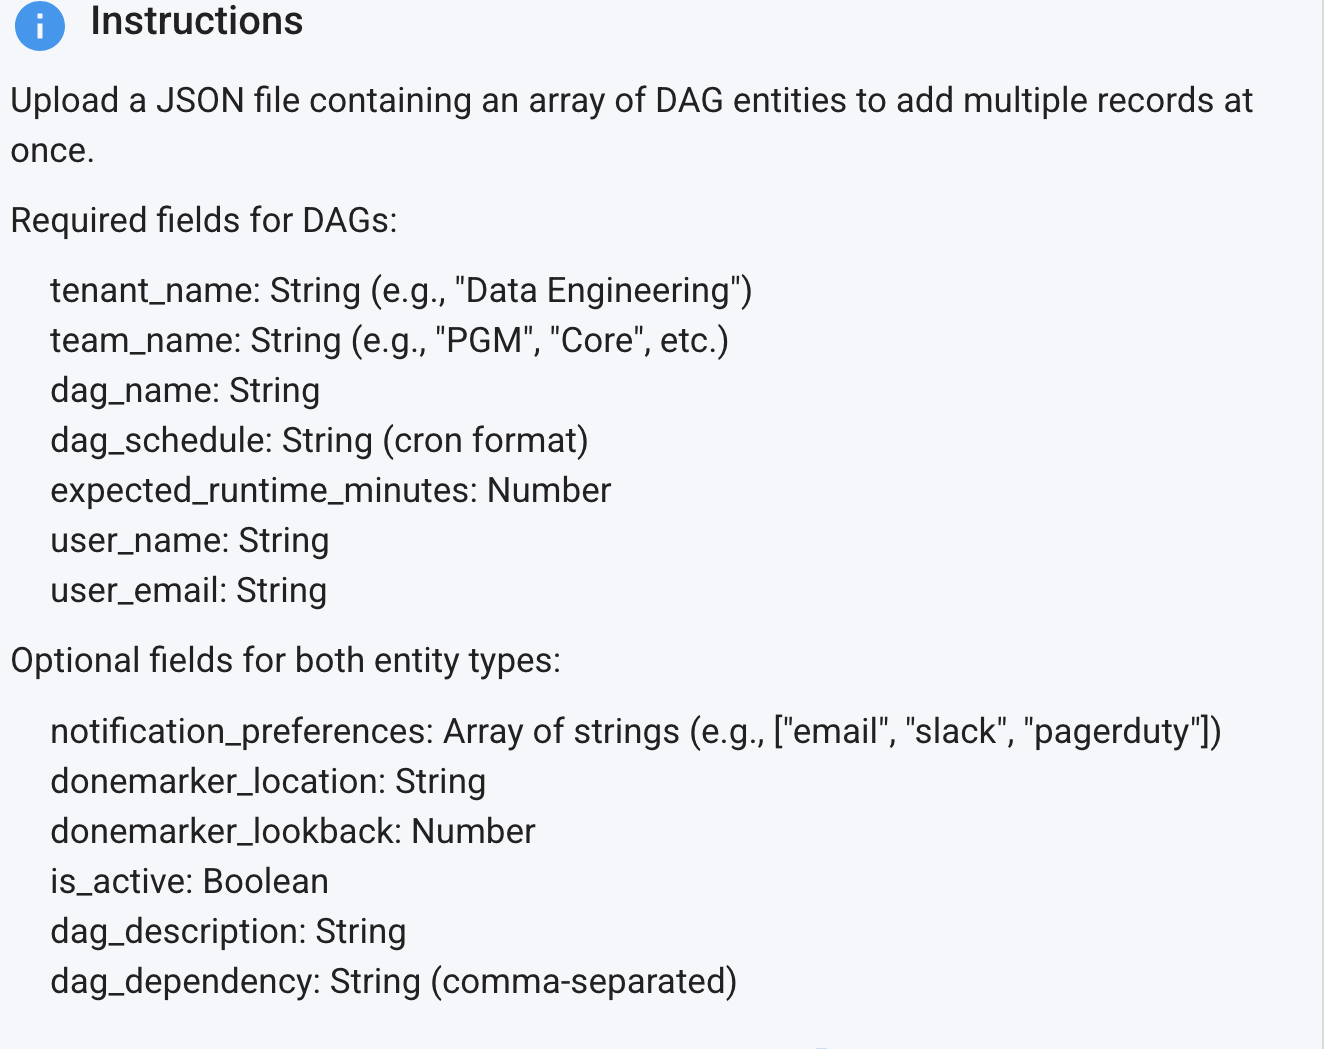 Instructions
Upload a JSON file containing an array of DAG entities to add multiple records at
once.
Required fields for DAGs:
tenant_name: String (e.g., "Data Engineering")
team_name: String (e.g., "PGM", "Core", etc.)
dag_name: String
dag_schedule: String (cron format)
expected_runtime_minutes: Number
user_name: String
user_email: String
Optional fields for both entity types:
notification_preferences: Array of strings (e.g., ["email", "slack", "pagerduty"])
donemarker_location: String
donemarker_lookback: Number
is_active: Boolean
dag_description: String
dag_dependency: String (comma-separated)